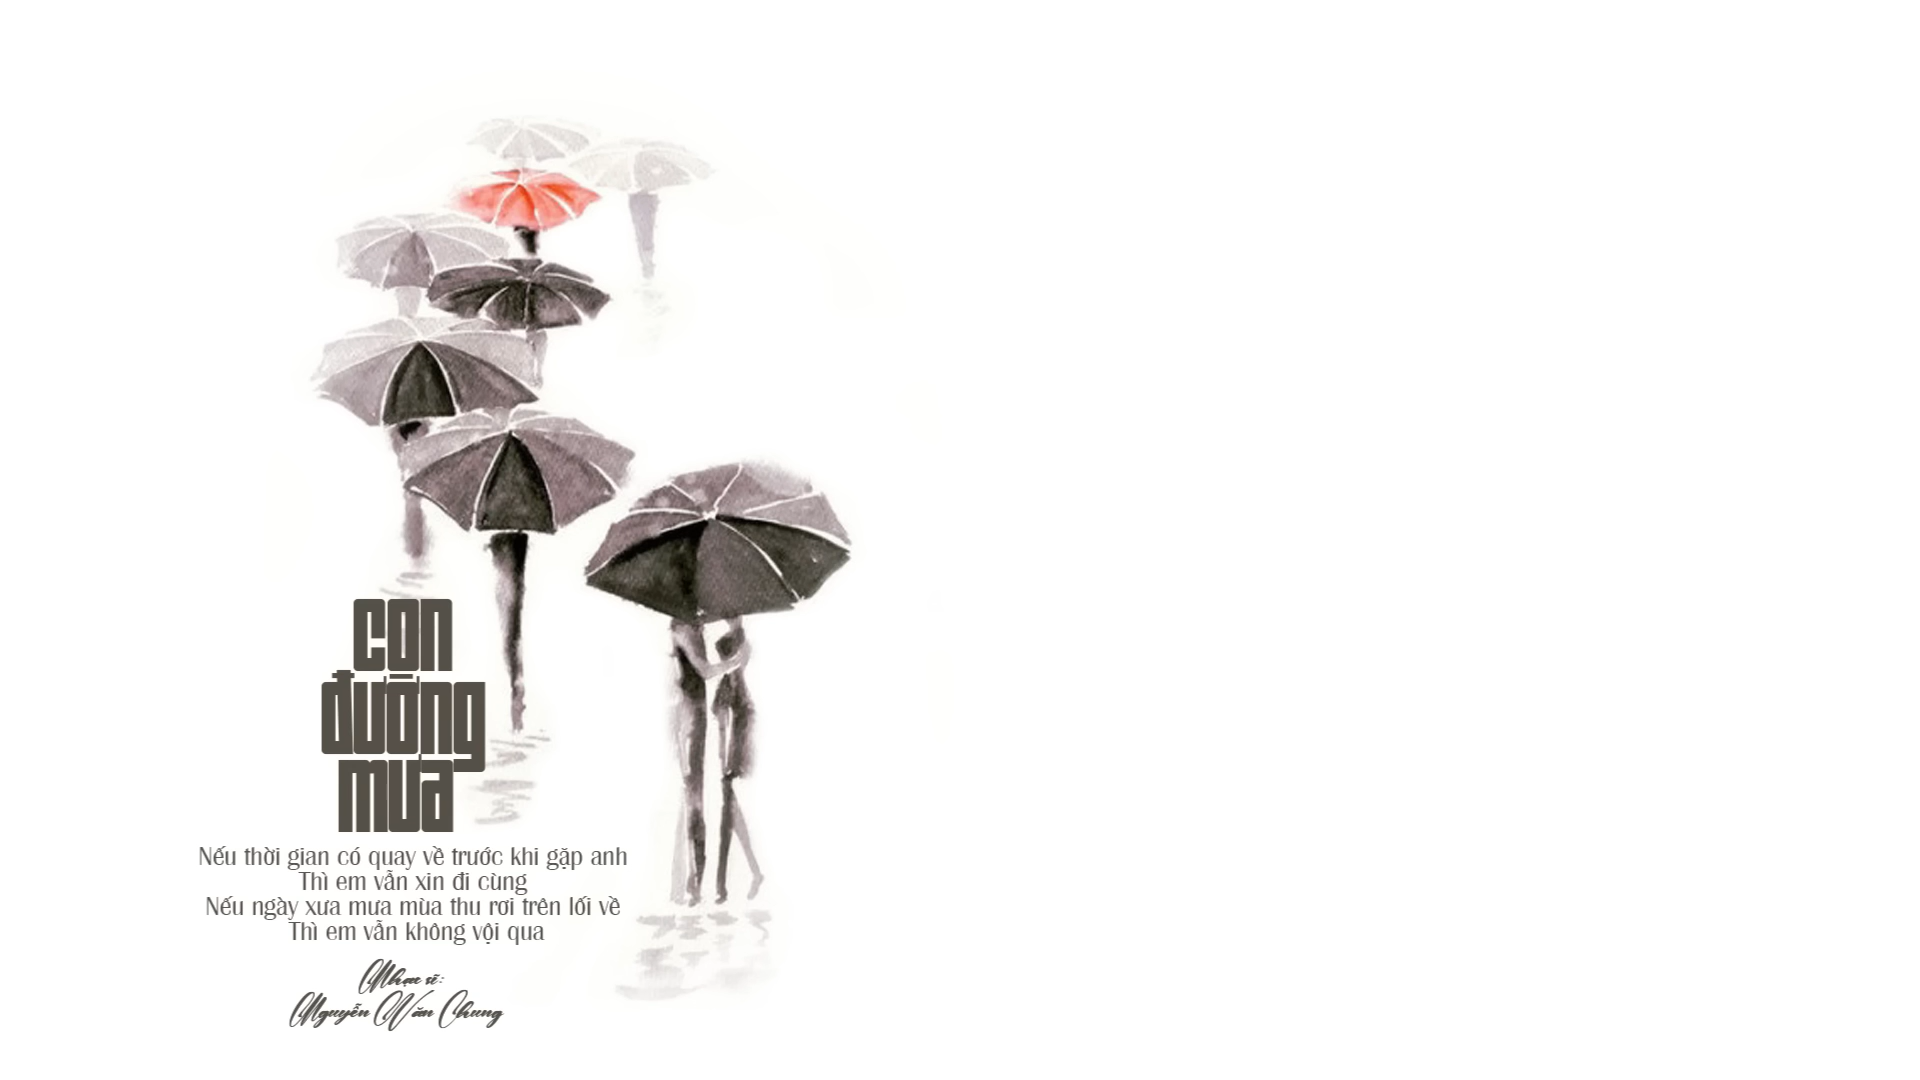 con
đường
mưa
Nếu thời gian có quay về trước khi gặp anh
Thì em vẫn xin đi cùng
Nếu ngày xưa mưa mùa thu rơi trên lối về
Thì em vẫn không vội qua
Nhạc sĩ:
Nguyễn Văn Chung